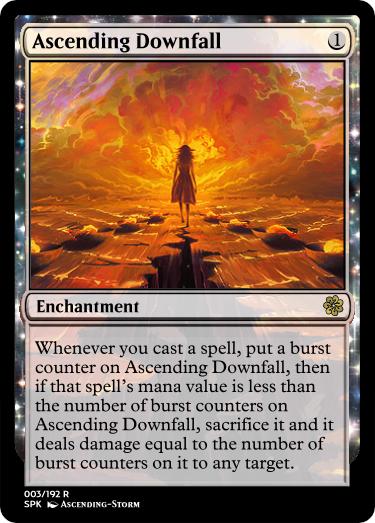 Ascending Downfall 1
Enchantment
Whenever you cast a spell, put a burst
counter on Ascending Downfall, then
if that spell's mana value is less than
the number of burst counters on
Ascending Downfall, sacrifice it and it
deals damage equal to the number of
burst counters on it to any target.
003/192 R
SPK Ascending-Storm